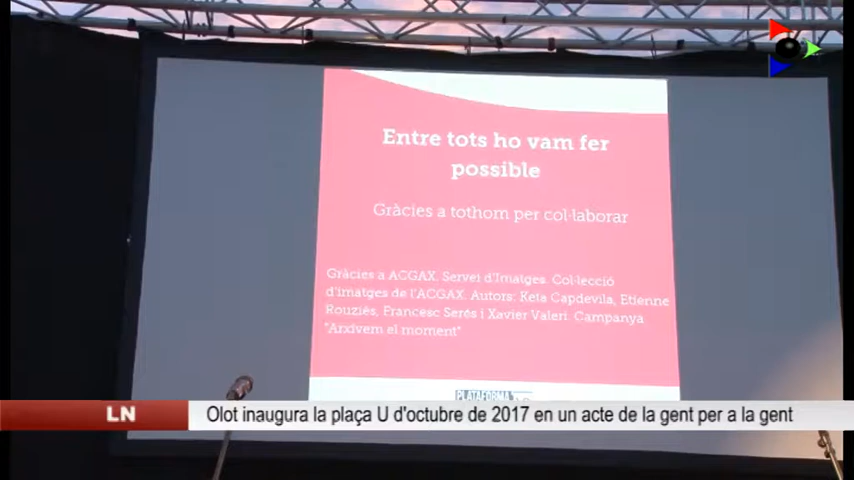 Entre tots ho vam fer
possible
Gràcies a tothom per col·laborar
Gràcies a ACGAX. Servei d'Imatges. Col·lecció
d'imatges de l'ACGAX. Autors: Keta Capdevila, Etienne
Rouziès, Francesc Serés i Xavier Valeri. Campanya
"Arxivem el moment"
PLATAFORMA
LN
Olot inaugura la plaça U d'octubre de 2017 en un acte de la gent per a la gent